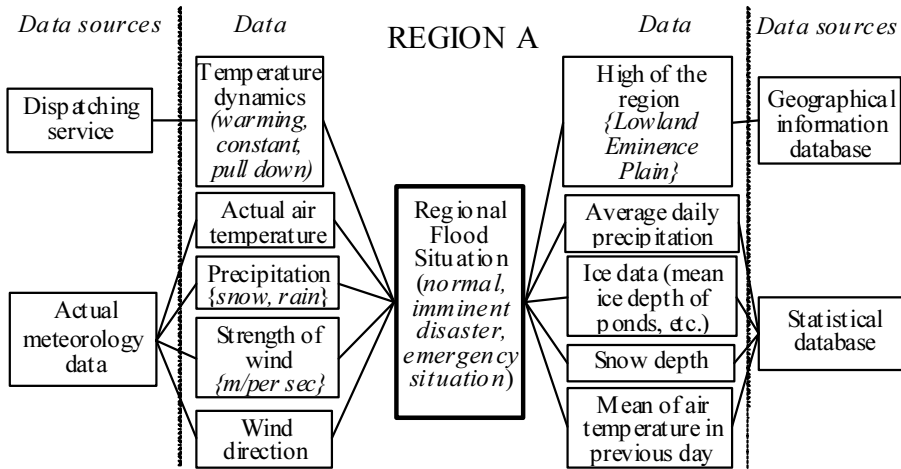 Data sources
Data
REGION A
Data
Data sources
Dispatching
service
Actual
meteorology
data
Temperature
dynamics
(warming,
constant,
pull down)
Actual air
temperature
Precipitation
{snow, rain}
Strength of
wind
{m/per sec}
Wind
direction
Regional
Flood
Situation
(normal,
imminent
disaster,
emergency
situation)
High of the
region
{Lowland
Eminence
Plain}
Average daily
precipitation
Ice data (mean
ice depth of
ponds, etc.)
Snow depth
Mean of air
temperature in
previous day
Geographical
information
database
Statistical
database